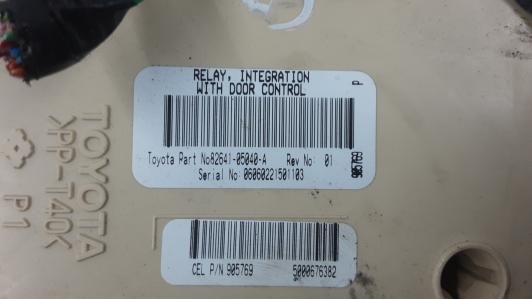 RELAY, INTEGRATION
WITH DOOR CONTROL
P
Toyota Part No82641-05040-A Rev No: 01
Serial No:06060221501103
TOYOTA
>PP-T40<
P1
CEL P/N 905769 5000676382